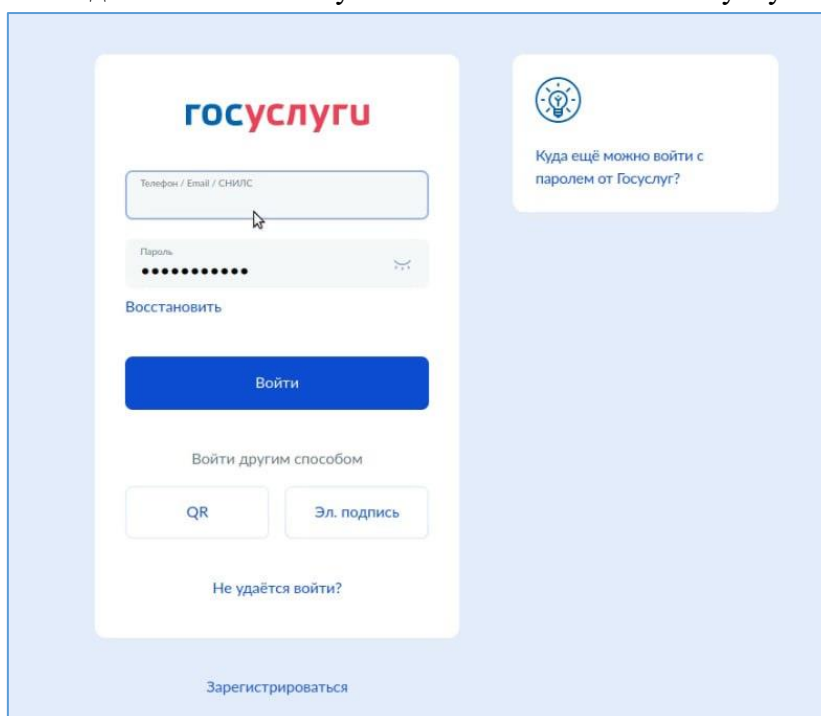 госуслуги
Телефон / Email / СНИЛС
Пароль
Восстановить
Войти
Войти другим способом
QR
Эл. подпись
Не удаётся войти?
Зарегистрироваться
Куда ещё можно войти с
паролем от Госуслуг?